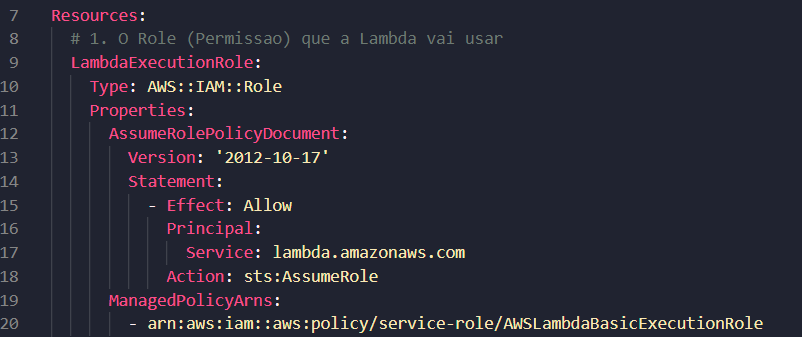 7 Resources:
8 # 1. O Role (Permissao) que a Lambda vai usar
9 LambdaExecutionRole:
10 Type: AWS::IAM::Role
11 Properties:
12 AssumeRolePolicyDocument:
13 Version: '2012-10-17'
14 Statement:
15 - Effect: Allow
16 Principal:
17 Service: lambda.amazonaws.com
18 Action: sts:AssumeRole
19 ManagedPolicyArns:
20 - arn:aws:iam::aws:policy/service-role/AWSLambdaBasicExecutionRole